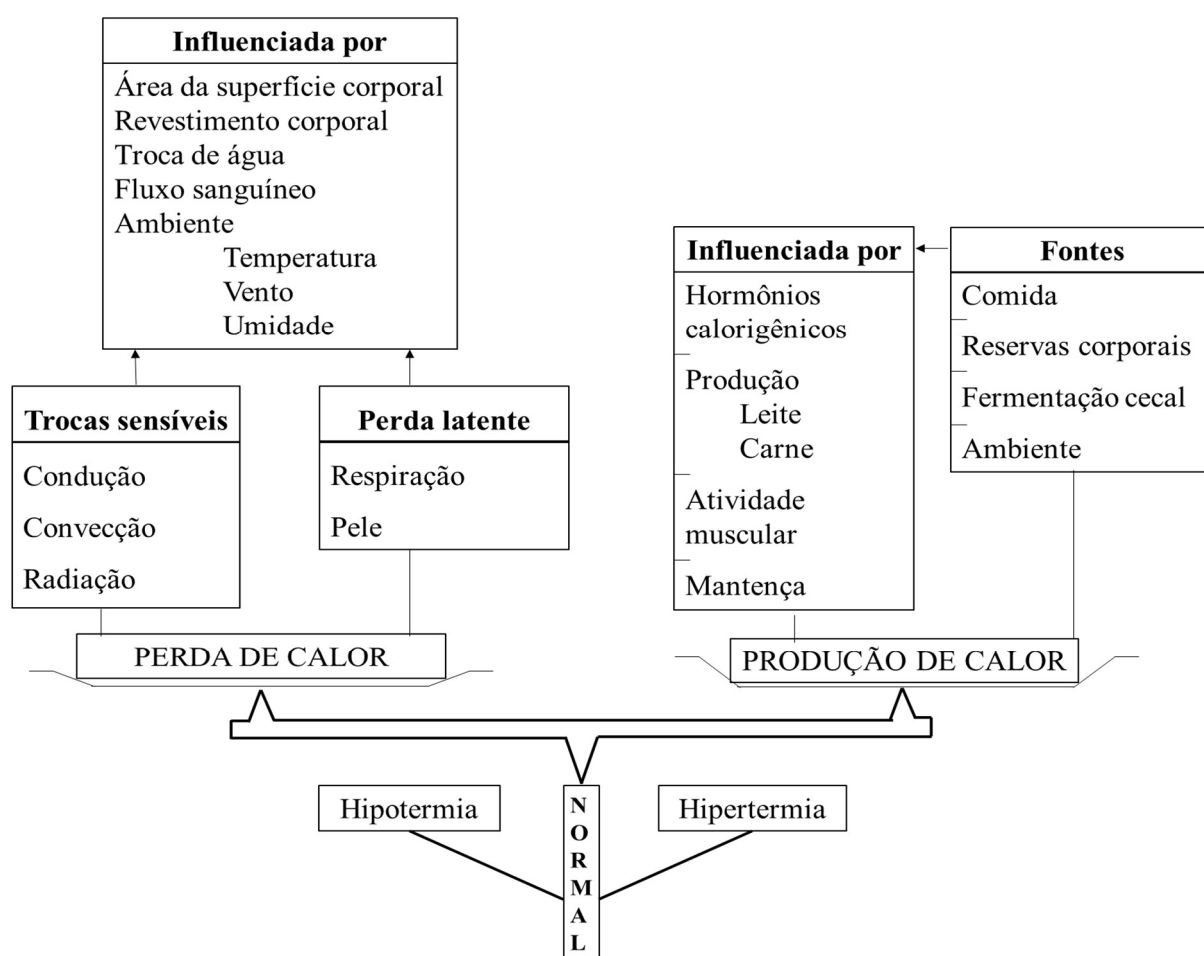 Influenciada por
Área da superfície corporal
Revestimento corporal
Troca de água
Fluxo sanguíneo
Ambiente
Temperatura
Vento
Umidade
Trocas sensíveis
Condução
Convecção
Radiação
Perda latente
Respiração
Pele
PERDA DE CALOR
Influenciada por
Hormônios
calorigênicos
Produção
Leite
Carne
Atividade
muscular
Mantença
Fontes
Comida
Reservas corporais
Fermentação cecal
Ambiente
PRODUÇÃO DE CALOR
Hipotermia
NORMAL
Hipertermia